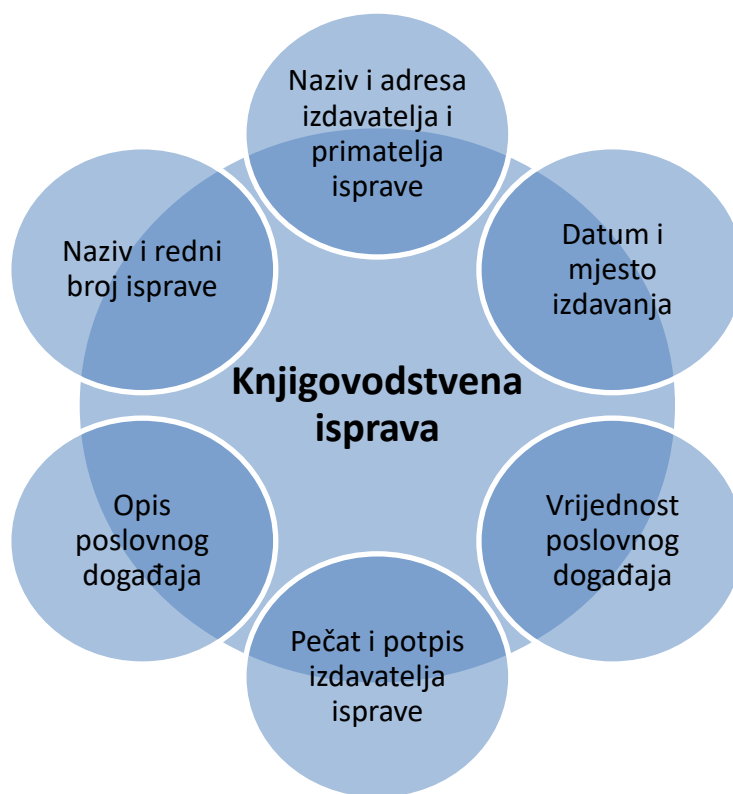 Naziv i adresa
izdavatelja i
primatelja
isprave
Datum i
mjesto
izdavanja
Naziv i redni
broj isprave
Knjigovodstvena
isprava
Opis
poslovnog
događaja
Vrijednost
poslovnog
događaja
Pečat i potpis
izdavatelja
isprave